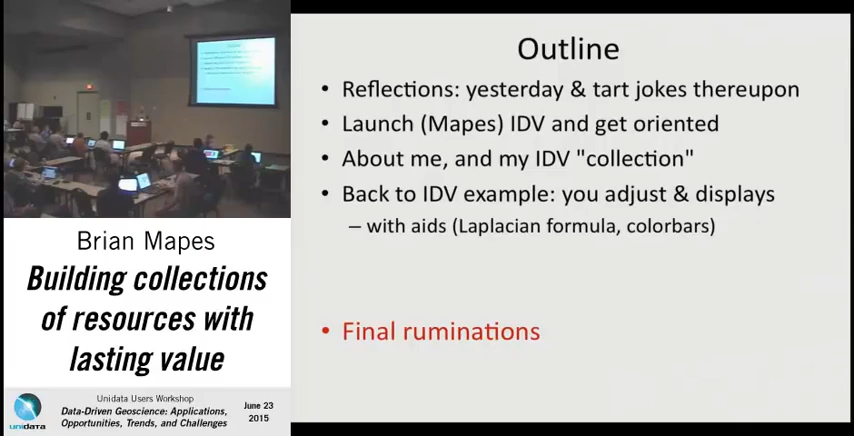 Brian Mapes
Building collections
of resources with
lasting value
Unidata Users Workshop
Data-Driven Geoscience: Applications,
Opportunities, Trends, and Challenges
June 23
2015
unidata
Outline
• Reflections: yesterday & tart jokes thereupon
• Launch (Mapes) IDV and get oriented
• About me, and my IDV "collection"
• Back to IDV example: you adjust & displays
– with aids (Laplacian formula, colorbars)
• Final ruminations